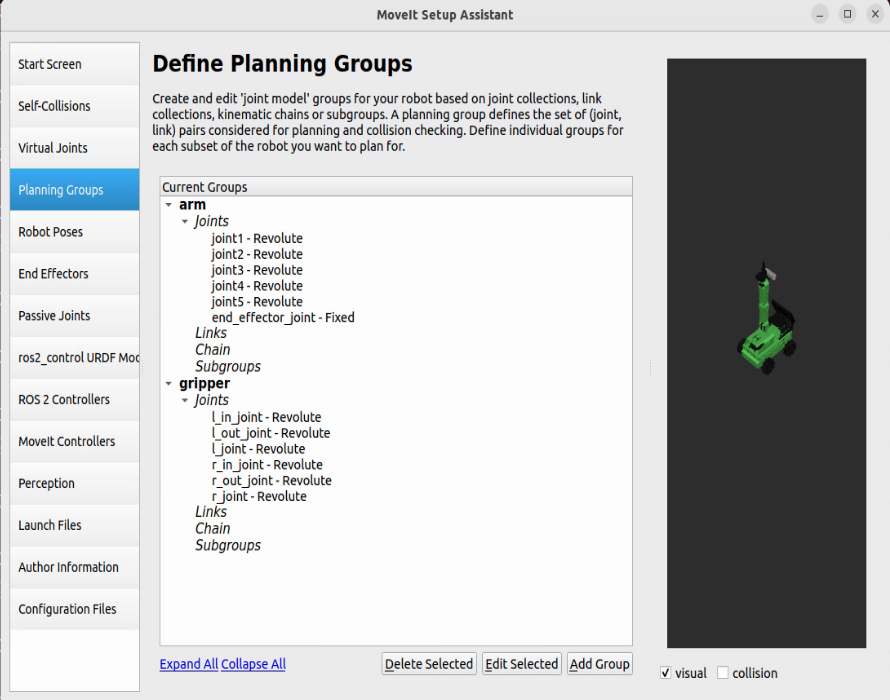 MoveIt Setup Assistant
Start Screen
Self-Collisions
Virtual Joints
Planning Groups
Robot Poses
End Effectors
Passive Joints
ros2_control URDF Moc
ROS 2 Controllers
MoveIt Controllers
Perception
Launch Files
Author Information
Configuration Files
Define Planning Groups
Create and edit 'joint model' groups for your robot based on joint collections, link
collections, kinematic chains or subgroups. A planning group defines the set of (joint,
link) pairs considered for planning and collision checking. Define individual groups for
each subset of the robot you want to plan for.
Current Groups
arm
Joints
joint1 - Revolute
joint2 - Revolute
joint3 - Revolute
joint4 - Revolute
joint5 - Revolute
end_effector_joint - Fixed
Links
Chain
Subgroups
gripper
Joints
l_in_joint - Revolute
l_out_joint - Revolute
l_joint - Revolute
r_in_joint - Revolute
r_out_joint - Revolute
r_joint - Revolute
Links
Chain
Subgroups
Expand All Collapse All
Delete Selected
Edit Selected
Add Group
visual
collision